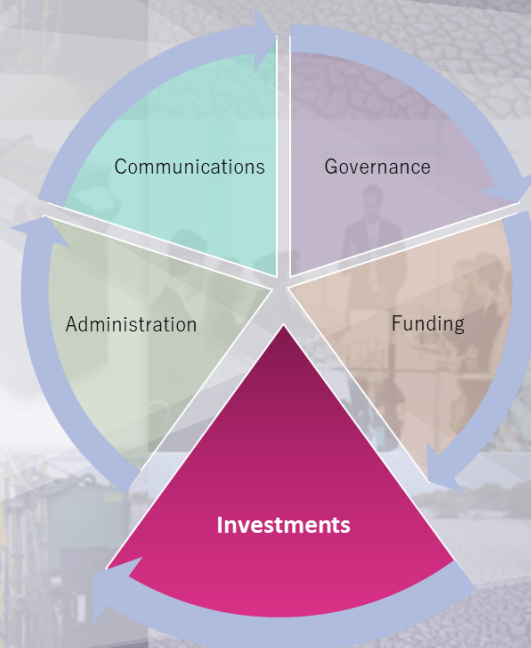 Communications
Governance
Administration
Funding
Investments